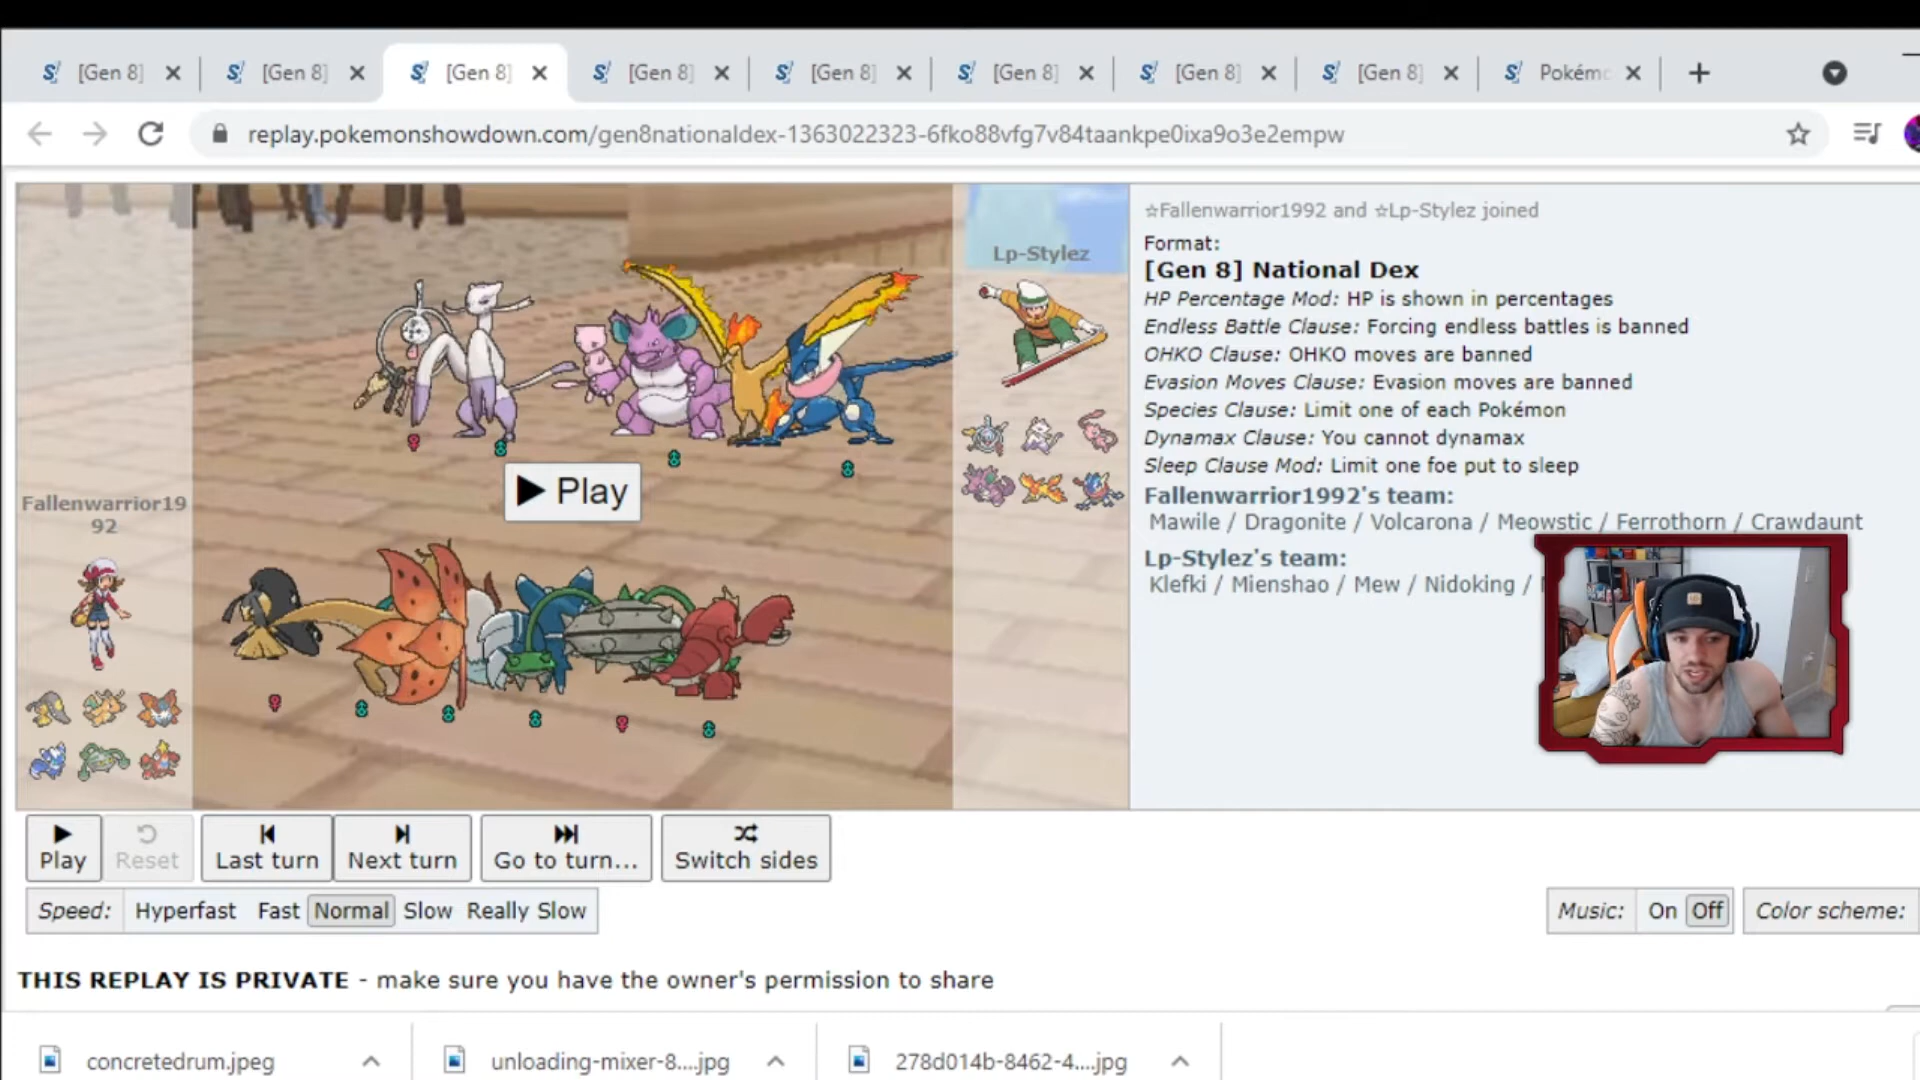 [Gen 8]
[Gen 8]
[Gen 8]
[Gen 8]
[Gen 8]
[Gen 8]
[Gen 8]
[Gen 8]
replay.pokemonshowdown.com/gen8nationaldex-1363022323-6fko88vfg7v84taankpe0ixa9o3e2empw
Lp-Stylez
Fallenwarrior19
92
Play
☆Fallenwarrior1992 and ☆Lp-Stylez joined
Format:
[Gen 8] National Dex
HP Percentage Mod: HP is shown in percentages
Endless Battle Clause: Forcing endless battles is banned
OHKO Clause: OHKO moves are banned
Evasion Moves Clause: Evasion moves are banned
Species Clause: Limit one of each Pokémon
Dynamax Clause: You cannot dynamax
Sleep Clause Mod: Limit one foe put to sleep
Fallenwarrior1992's team:
Mawile / Dragonite / Volcarona / Meowstic / Ferrothorn / Crawdaunt
Lp-Stylez's team:
Klefki / Mienshao / Mew / Nidoking /
Play
Reset
Last turn
Next turn
Go to turn...
Switch sides
Speed: Hyperfast Fast Normal Slow Really Slow
Music: On Off
Color scheme:
THIS REPLAY IS PRIVATE - make sure you have the owner's permission to share
concretedrum.jpeg
unloading-mixer-8....jpg
278d014b-8462-4....jpg